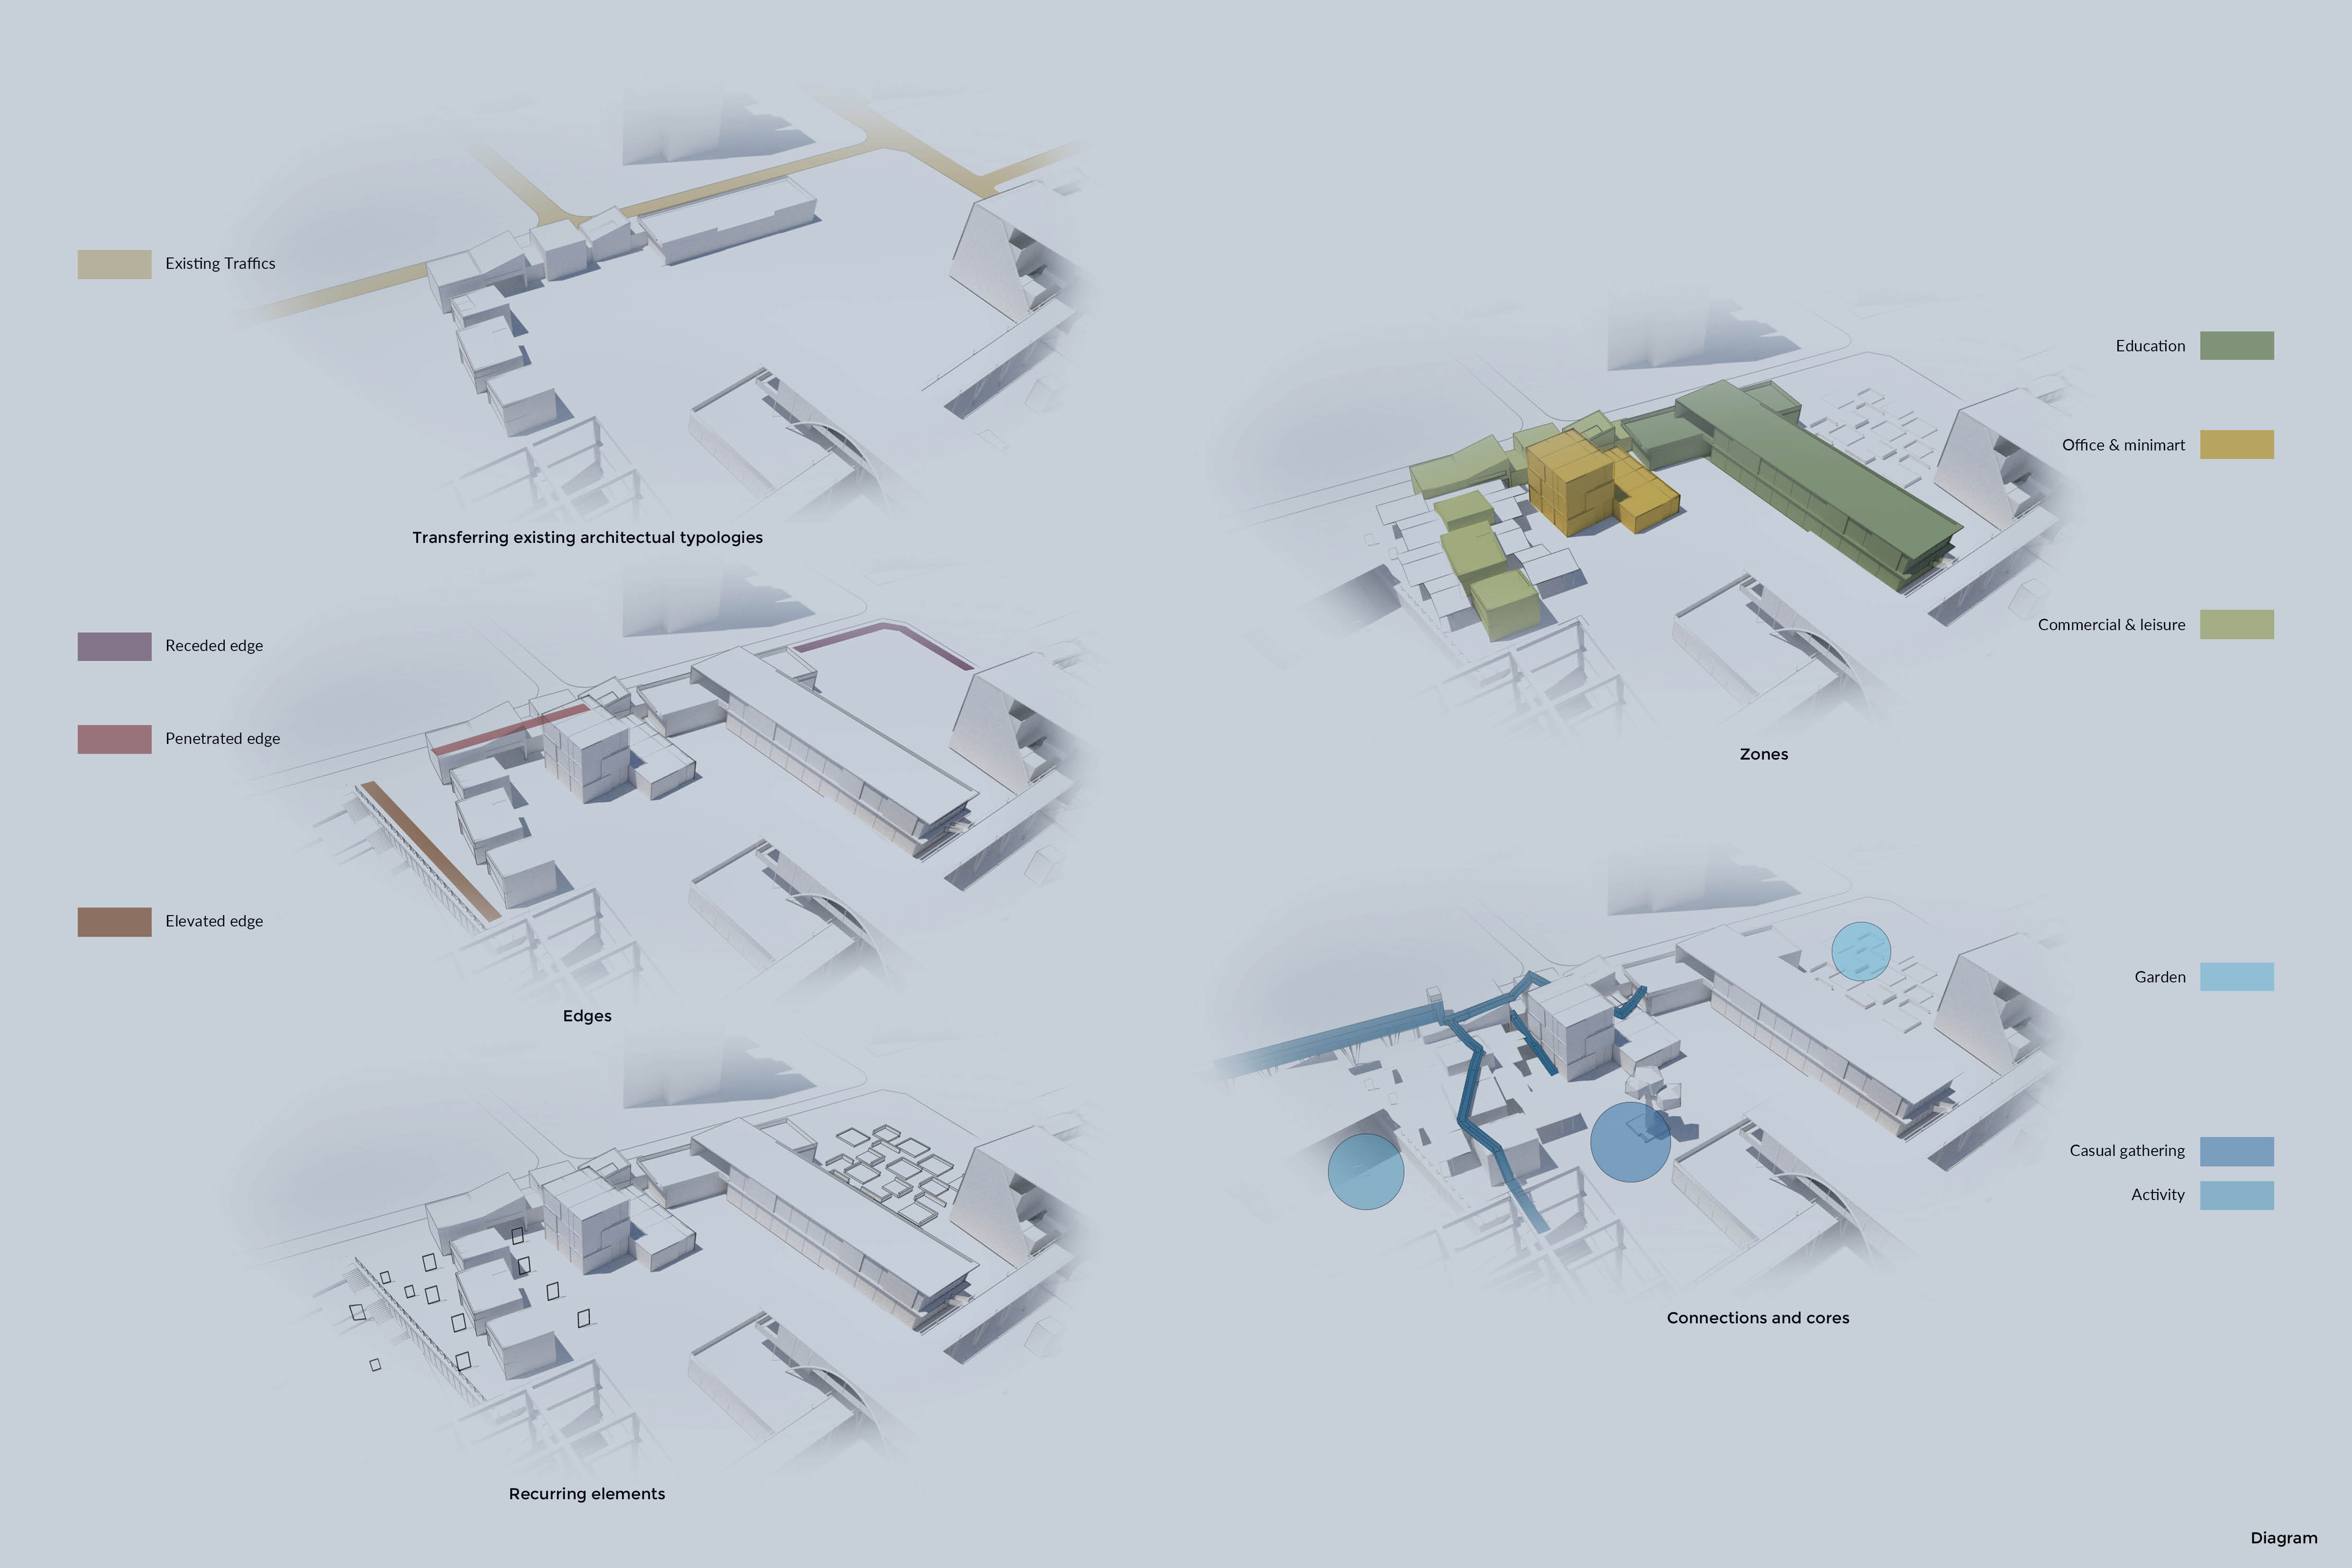 Existing Traffics
Transferring existing architectual typologies
Receded edge
Penetrated edge
Elevated edge
Edges
Recurring elements
Education
Office & minimart
Commercial & leisure
Zones
Garden
Casual gathering
Activity
Connections and cores
Diagram